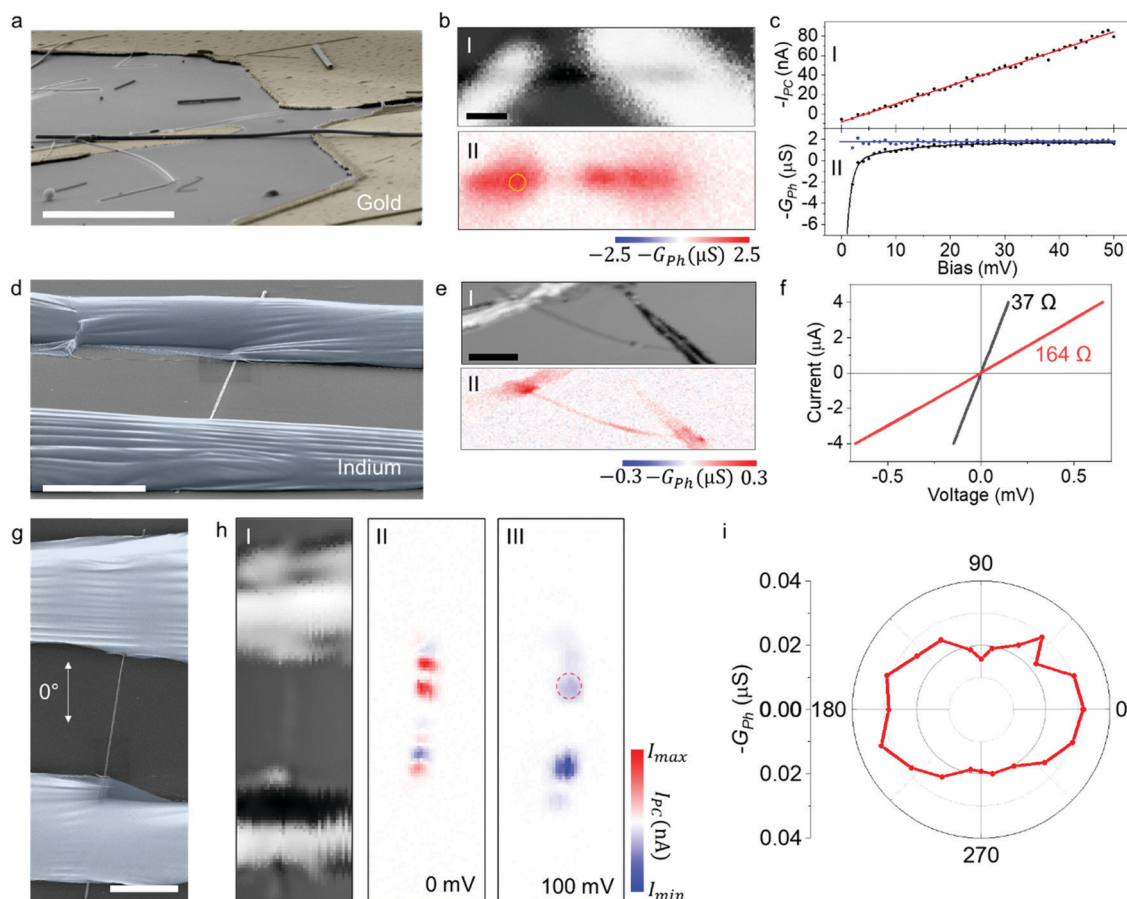 a
Gold
b
I
II
−2.5 −G_Ph(µS) 2.5
c
80
60
40
20
0
-I_PC (nA)
I
2
0
-2
-4
-6
-G_Ph (µS)
II
0 10 20 30 40 50
Bias (mV)
d
Indium
e
I
II
−0.3 −G_Ph(µS) 0.3
f
4
2
0
-2
-4
Current (µA)
37 Ω
164 Ω
-0.5 0.0 0.5
Voltage (mV)
g
0°
h
I
II
0 mV
III
100 mV
I_max
I_PC (nA)
I_min
i
0.04
0.02
0.00
0.02
0.04
-G_Ph (µS)
90
180
0
270